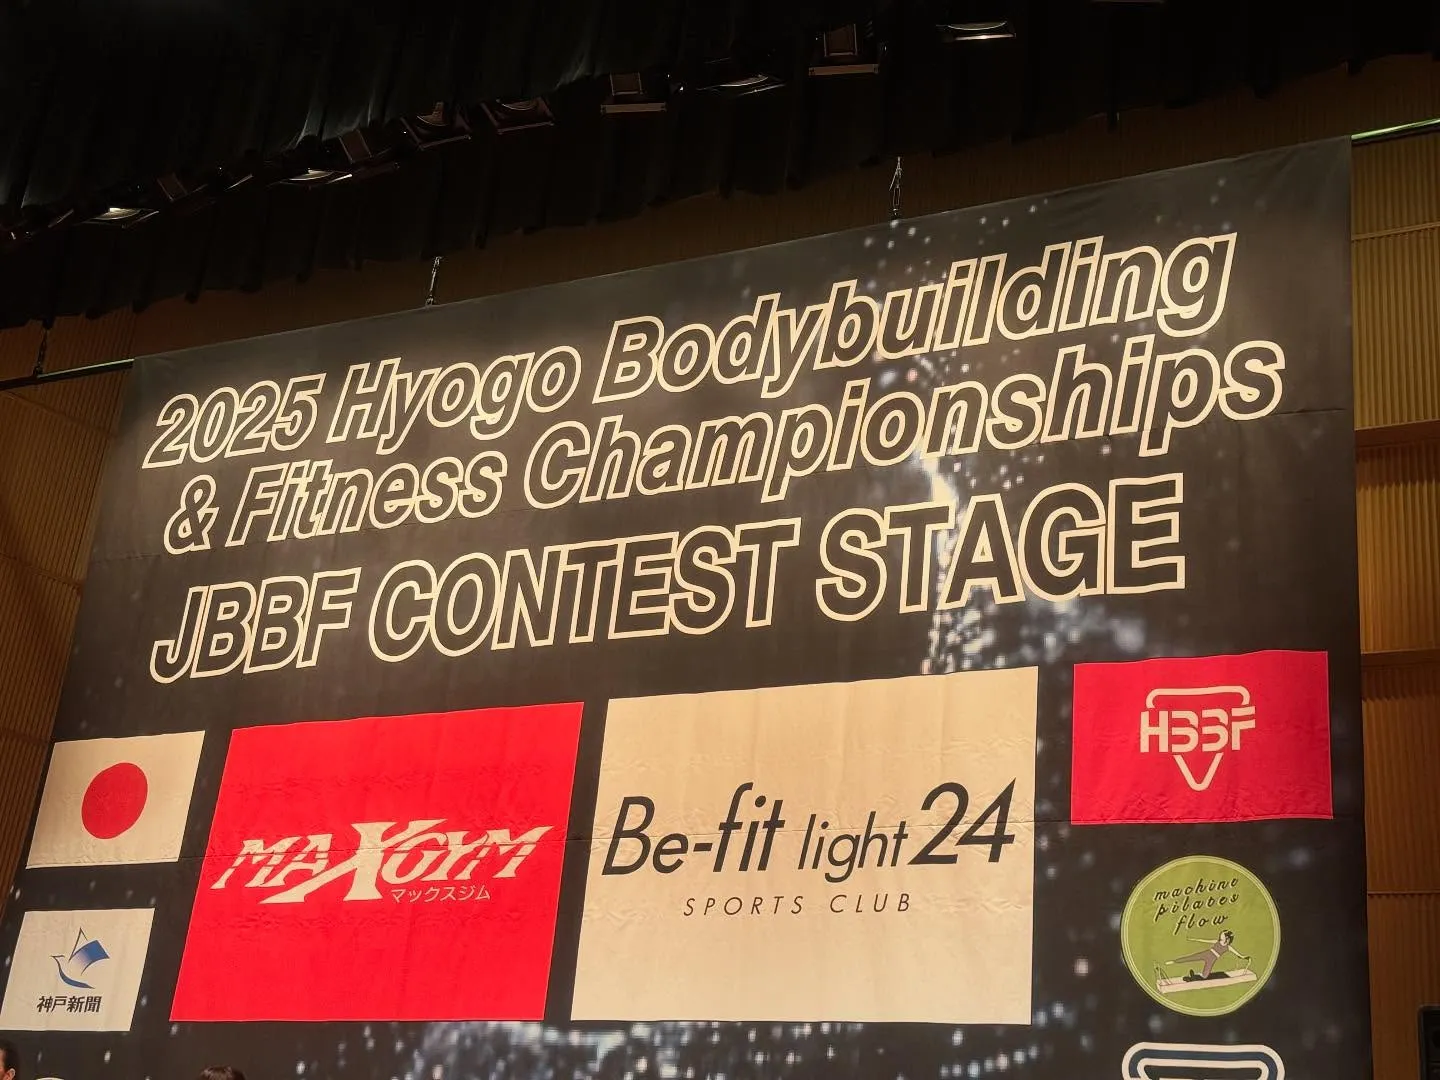 2025 Hyogo Bodybuilding
& Fitness Championships
JBBF CONTEST STAGE
MAXGYM
マックスジム
Be-fit light 24
SPORTS CLUB
HBBF
神戸新聞
machine
pilates
flow